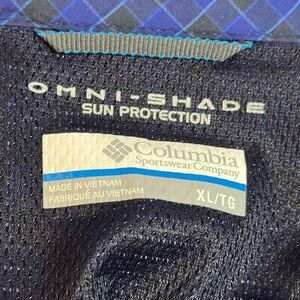 OMNI-SHADE
SUN PROTECTION
Columbia
Sportswear Company
MADE IN VIETNAM
FABRIQUÉ AU VIETNAM
XL/TG